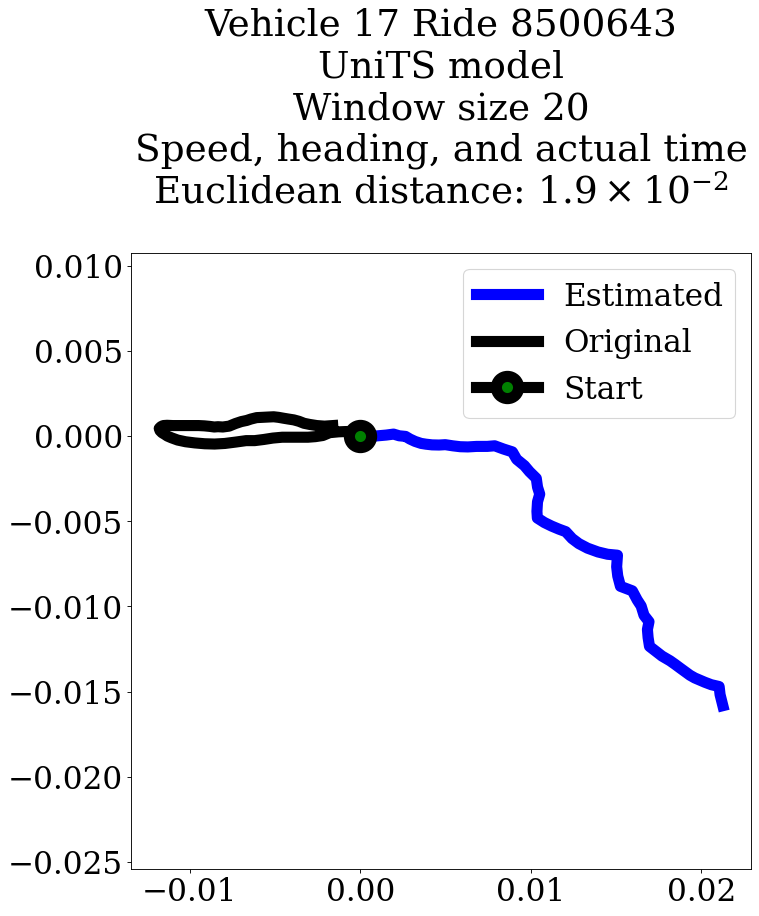 Vehicle 17 Ride 8500643
UniTS model
Window size 20
Speed, heading, and actual time
Euclidean distance: 1.9 × 10⁻²
Estimated
Original
Start
0.010
0.005
0.000
−0.005
−0.010
−0.015
−0.020
−0.025
−0.01 0.00 0.01 0.02